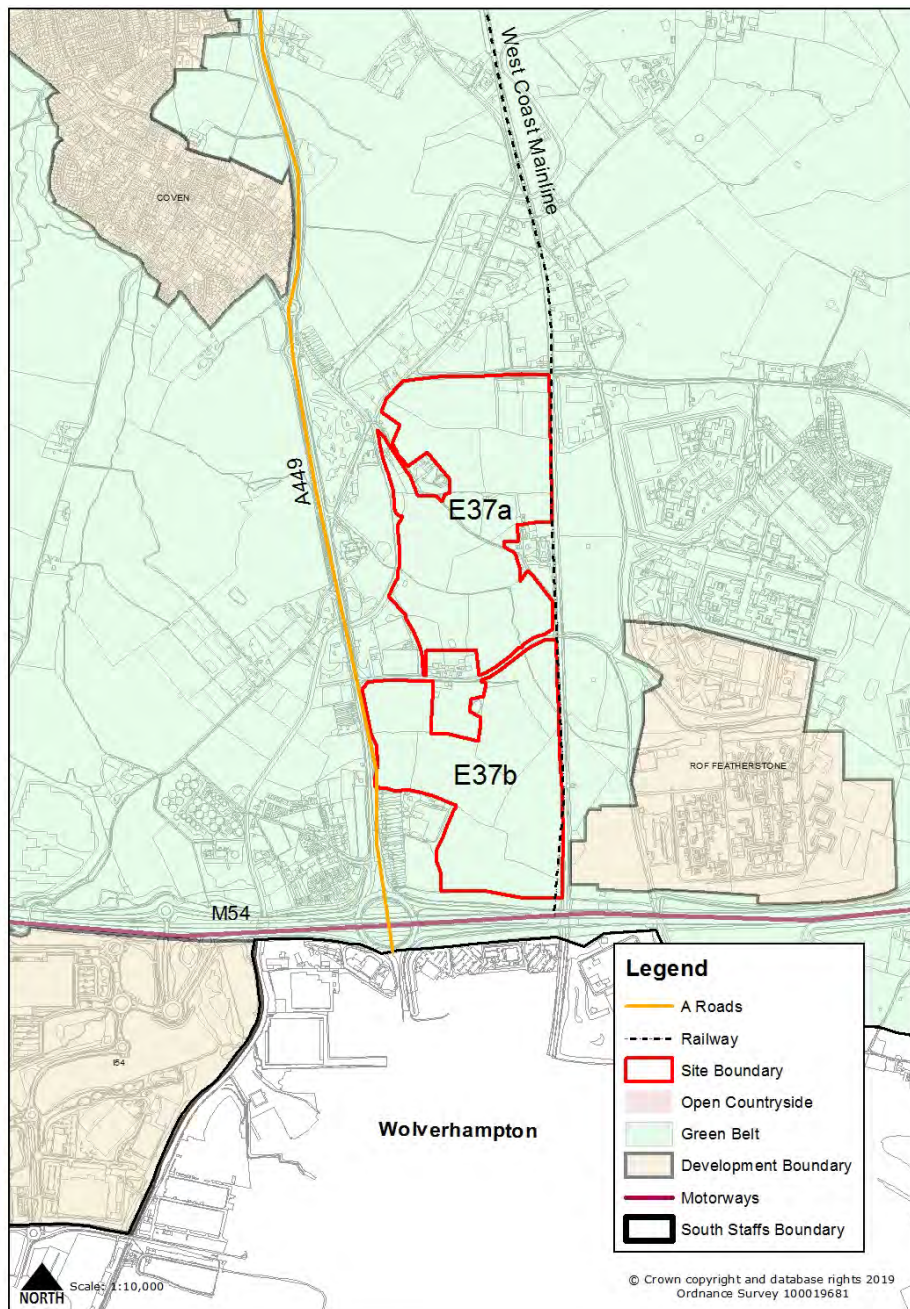 West Coast Mainline
COVEN
A449
E37a
E37b
ROF FEATHERSTONE
M54
I54
Wolverhampton
Legend
A Roads
Railway
Site Boundary
Open Countryside
Green Belt
Development Boundary
Motorways
South Staffs Boundary
NORTH
Scale: 1:10,000
© Crown copyright and database rights 2019
Ordnance Survey 100019681